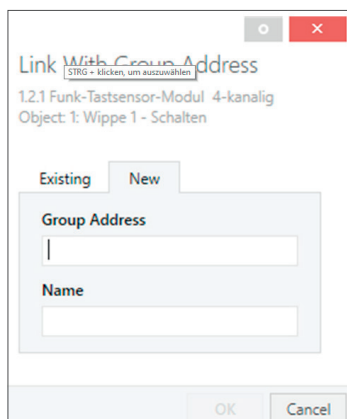 Link With Group Address
STRG + klicken, um auszuwählen
1.2.1 Funk-Tastsensor-Modul 4-kanalig
Object: 1: Wippe 1 - Schalten
Existing New
Group Address
Name
OK Cancel